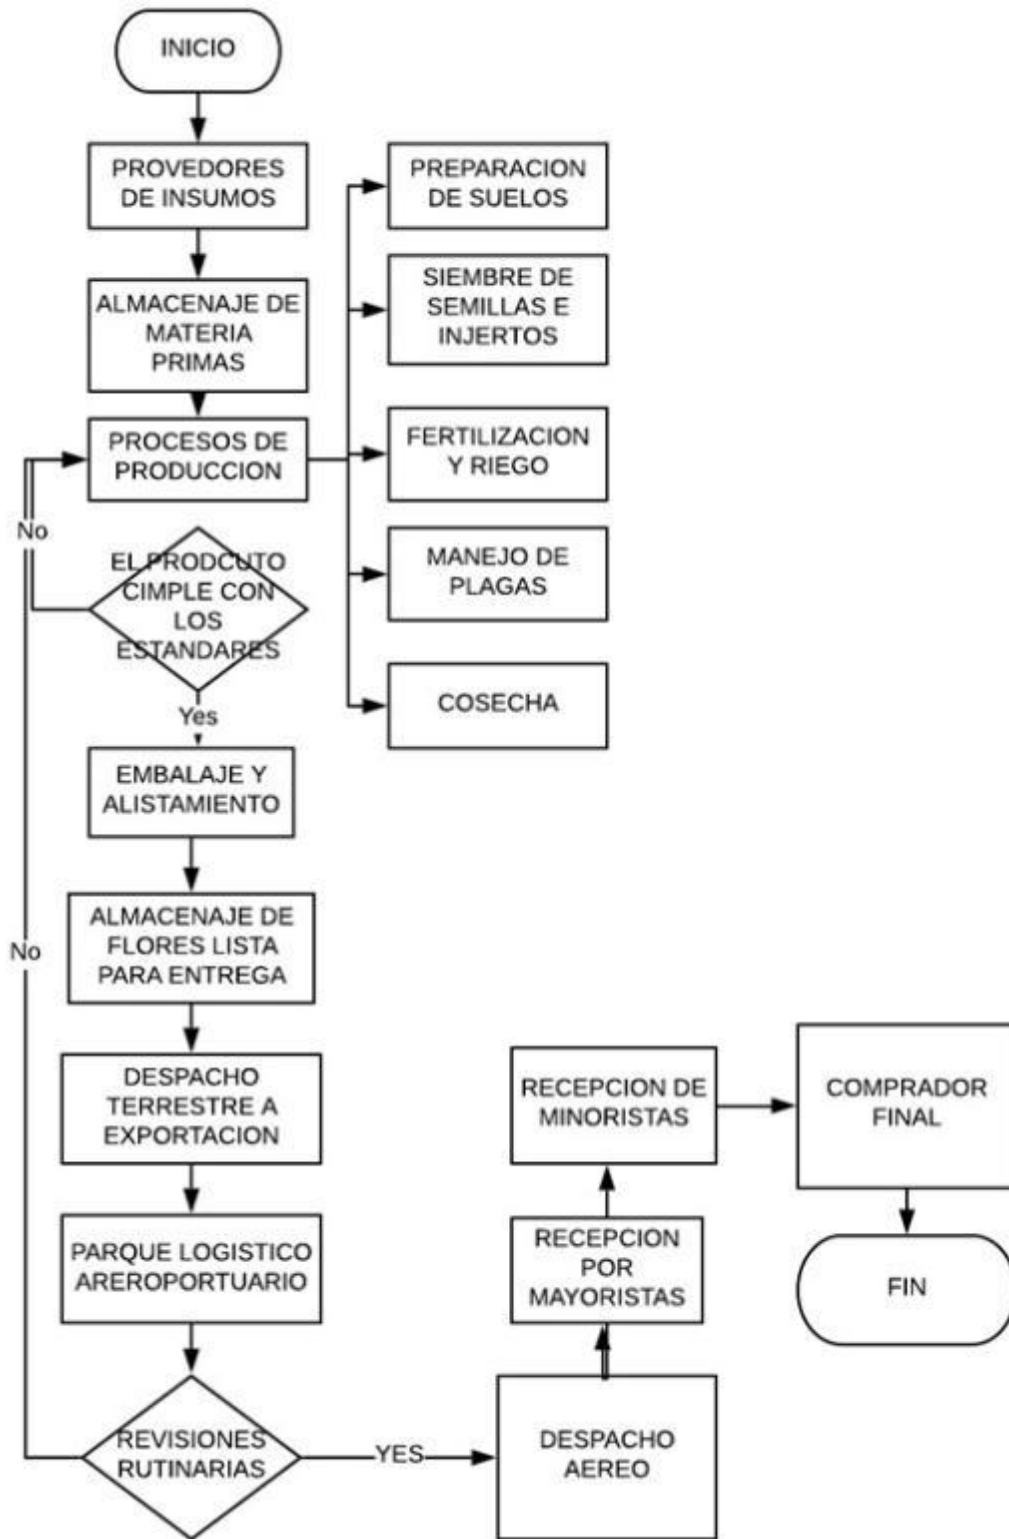 INICIO
PROVEDORES
DE INSUMOS
ALMACENAJE DE
MATERIA
PRIMAS
PROCESOS DE
PRODUCCION
PREPARACION
DE SUELOS
SIEMBRE DE
SEMILLAS E
INJERTOS
FERTILIZACION
Y RIEGO
MANEJO DE
PLAGAS
COSECHA
No
EL PRODCUTO
CIMPLE CON
LOS
ESTANDARES
Yes
EMBALAJE Y
ALISTAMIENTO
ALMACENAJE DE
FLORES LISTA
PARA ENTREGA
No
DESPACHO
TERRESTRE A
EXPORTACION
PARQUE LOGISTICO
AREROPORTUARIO
REVISIONES
RUTINARIAS
YES
DESPACHO
AEREO
RECEPCION
POR
MAYORISTAS
RECEPCION DE
MINORISTAS
COMPRADOR
FINAL
FIN